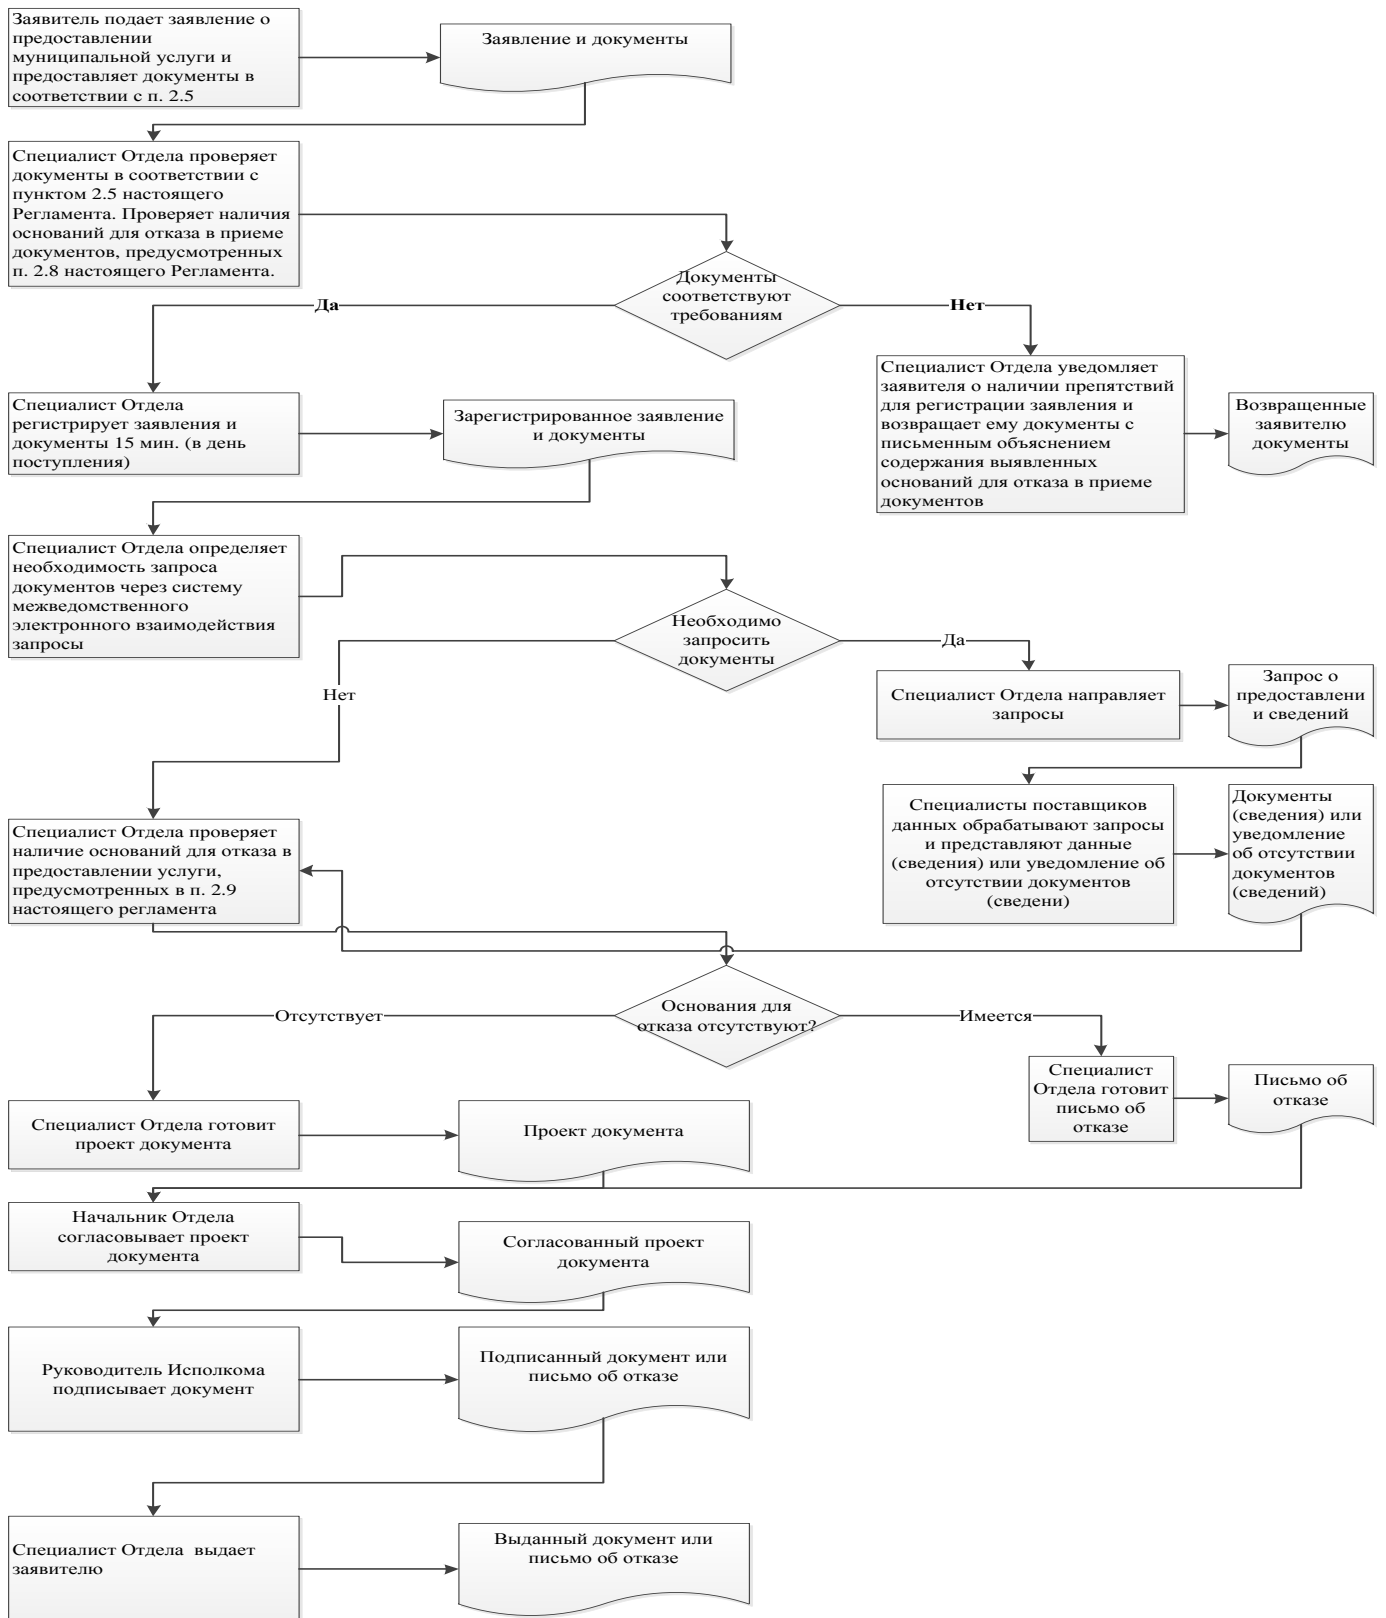 Заявитель подает заявление о
предоставлении
муниципальной услуги и
предоставляет документы в
соответствии с п. 2.5
Заявление и документы
Специалист Отдела проверяет
документы в соответствии с
пунктом 2.5 настоящего
Регламента. Проверяет наличия
оснований для отказа в приеме
документов, предусмотренных
п. 2.8 настоящего Регламента.
Документы
соответствуют
требованиям
Да
Нет
Специалист Отдела
регистрирует заявления и
документы 15 мин. (в день
поступления)
Зарегистрированное заявление
и документы
Специалист Отдела уведомляет
заявителя о наличии препятствий
для регистрации заявления и
возвращает ему документы с
письменным объяснением
содержания выявленных
оснований для отказа в приеме
документов
Возвращенные
заявителю
документы
Специалист Отдела определяет
необходимость запроса
документов через систему
межведомственного
электронного взаимодействия
запросы
Необходимо
запросить
документы
Да
Нет
Специалист Отдела направляет
запросы
Запрос о
предоставлени
и сведений
Специалисты поставщиков
данных обрабатывают запросы
и представляют данные
(сведения) или уведомление об
отсутствии документов
(сведени)
Документы
(сведения) или
уведомление
об отсутствии
документов
(сведений)
Специалист Отдела проверяет
наличие оснований для отказа в
предоставлении услуги,
предусмотренных в п. 2.9
настоящего регламента
Основания для
отказа отсутствуют?
Отсутствует
Имеется
Специалист
Отдела готовит
письмо об
отказе
Письмо об
отказе
Специалист Отдела готовит
проект документа
Проект документа
Начальник Отдела
согласовывает проект
документа
Согласованный проект
документа
Руководитель Исполкома
подписывает документ
Подписанный документ или
письмо об отказе
Специалист Отдела  выдает
заявителю
Выданный документ или
письмо об отказе